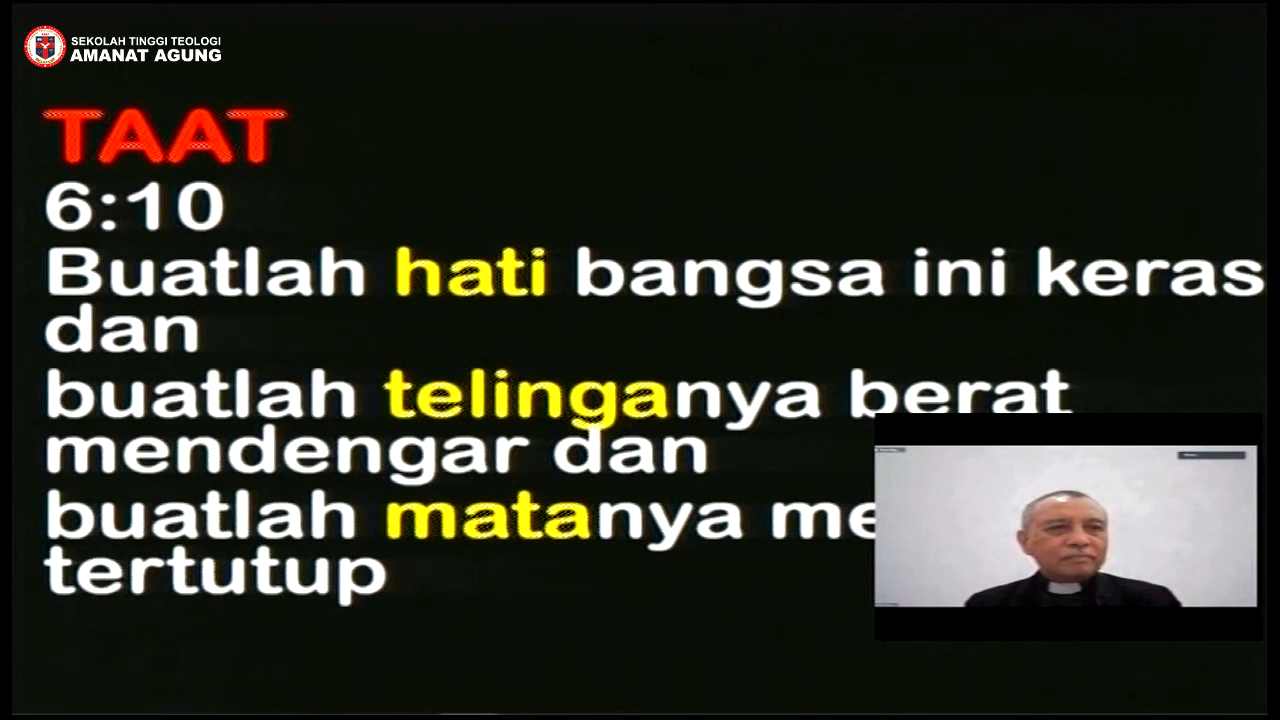 SEKOLAH TINGGI TEOLOGI
AMANAT AGUNG
TAAT
6:10
Buatlah hati bangsa ini keras
dan
buatlah telinganya berat
mendengar dan
buatlah matanya me
tertutup